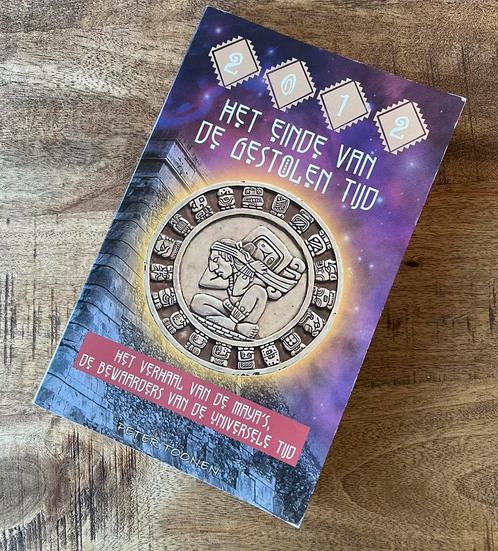 2012
HET EINDE VAN
DE GESTOLEN TIJD
HET VERHAAL VAN DE MAYA'S,
DE BEWAARDERS VAN DE UNIVERSELE TIJD
PETER TOONEN